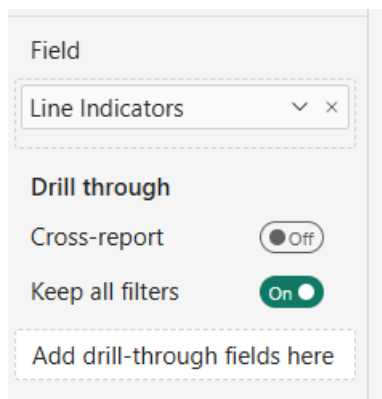 Field
Line Indicators
Drill through
Cross-report Off
Keep all filters On
Add drill-through fields here